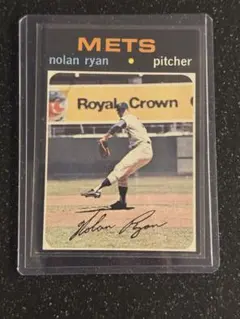 METS
nolan ryan • pitcher
Royal Crown
Nolan Ryan